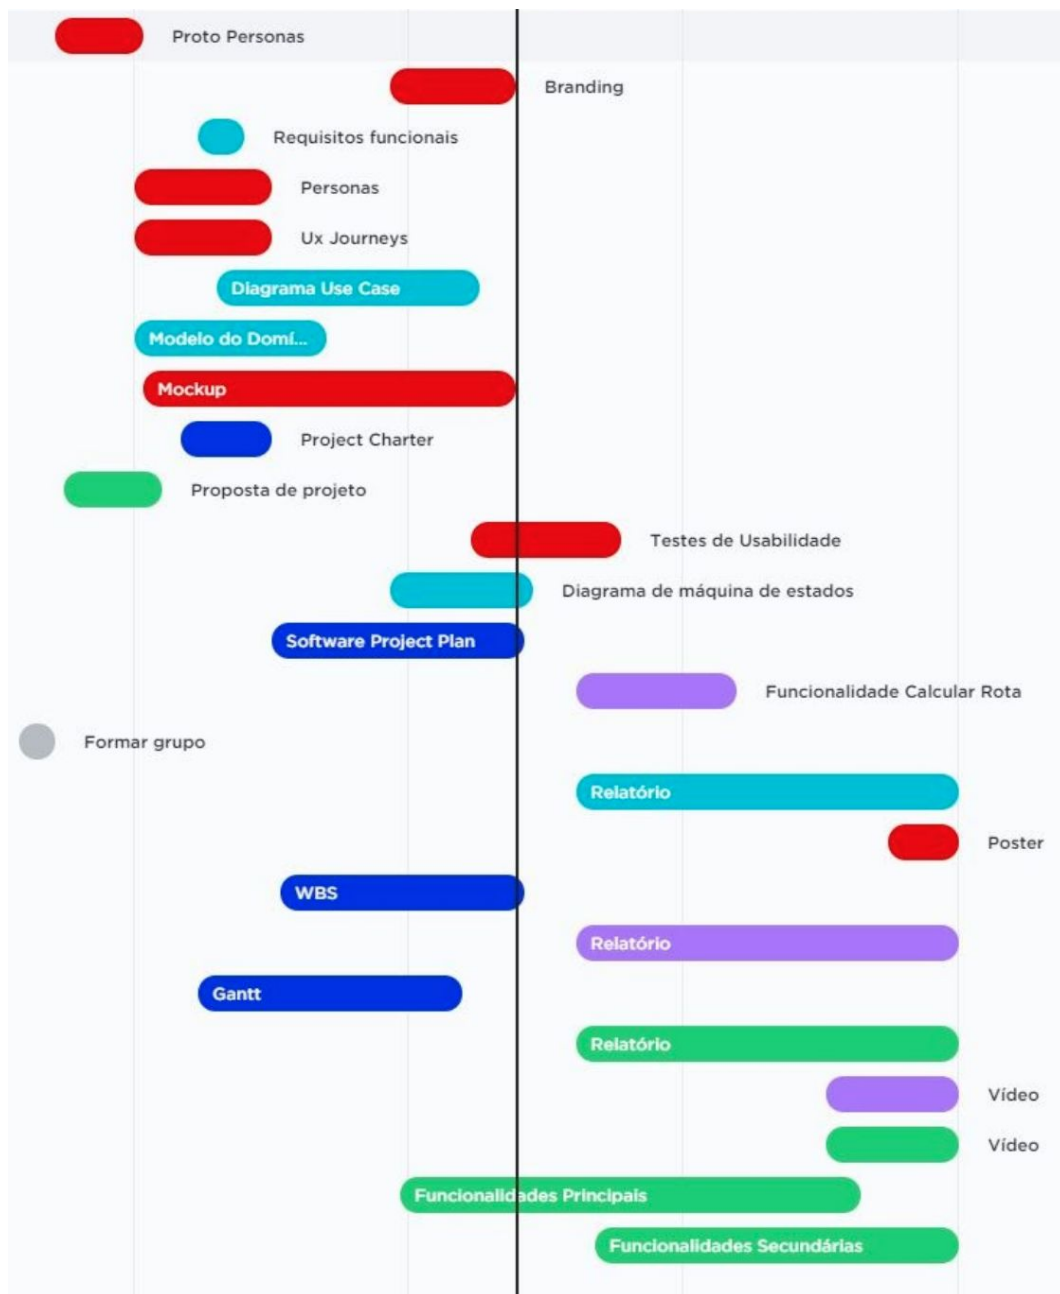 Proto Personas
Branding
Requisitos funcionais
Personas
Ux Journeys
Diagrama Use Case
Modelo do Domí...
Mockup
Project Charter
Proposta de projeto
Testes de Usabilidade
Diagrama de máquina de estados
Software Project Plan
Funcionalidade Calcular Rota
Formar grupo
Relatório
Poster
WBS
Relatório
Gantt
Relatório
Vídeo
Vídeo
Funcionalidades Principais
Funcionalidades Secundárias